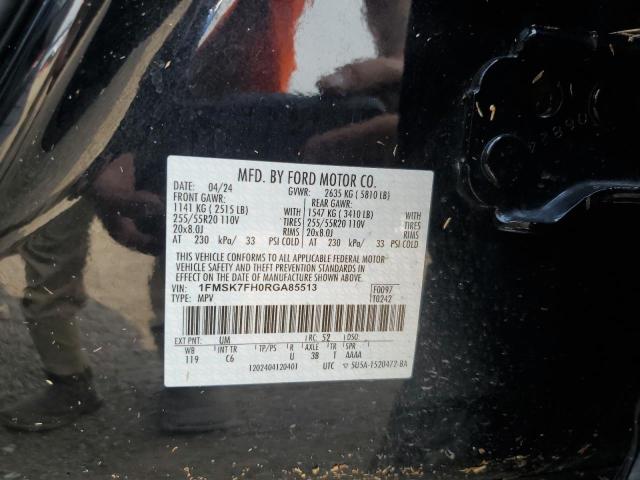 MFD. BY FORD MOTOR CO.
DATE: 04/24 GVWR: 2635 KG ( 5810 LB)
FRONT GAWR: REAR GAWR:
1141 KG ( 2515 LB) WITH 1547 KG ( 3410 LB) WITH
255/55R20 110V TIRES 255/55R20 110V TIRES
20x8.0J RIMS 20x8.0J RIMS
AT 230 kPa/ 33 PSI COLD AT 230 kPa/ 33 PSI COLD
THIS VEHICLE CONFORMS TO ALL APPLICABLE FEDERAL MOTOR
VEHICLE SAFETY AND THEFT PREVENTION STANDARDS IN
EFFECT ON THE DATE OF MANUFACTURE SHOWN ABOVE.
VIN: 1FMSK7FH0RGA85513 F0097
TYPE: MPV T0242
EXT PNT: UM RC: 52 DSO:
WB INT TR TP/PS R AXLE TR SPR
119 C6 U 3B 1 AAAA
1202404120401 UTC 5U5A-1520472-BA